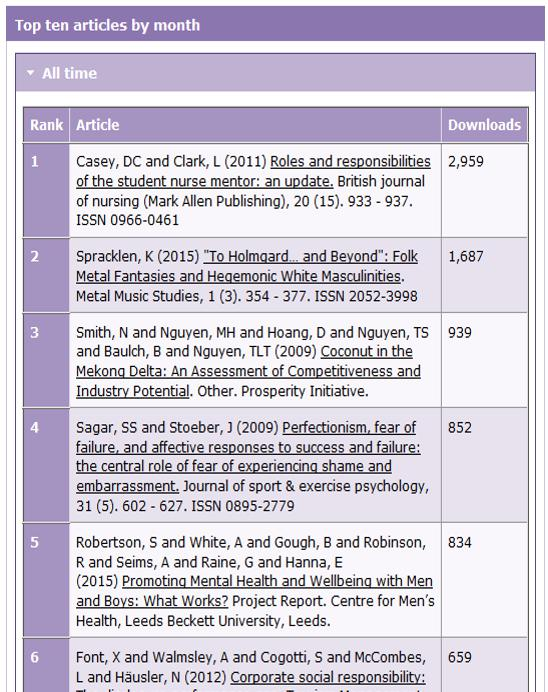 Top ten articles by month
All time
Rank Article Downloads
1 Casey, DC and Clark, L (2011) Roles and responsibilities 2,959
of the student nurse mentor: an update. British journal
of nursing (Mark Allen Publishing), 20 (15). 933 - 937.
ISSN 0966-0461
2 Spracklen, K (2015) "To Holmgard... and Beyond": Folk 1,687
Metal Fantasies and Hegemonic White Masculinities.
Metal Music Studies, 1 (3). 354 - 377. ISSN 2052-3998
3 Smith, N and Nguyen, MH and Hoang, D and Nguyen, TS 939
and Baulch, B and Nguyen, TLT (2009) Coconut in the
Mekong Delta: An Assessment of Competitiveness and
Industry Potential. Other. Prosperity Initiative.
4 Sagar, SS and Stoeber, J (2009) Perfectionism, fear of 852
failure, and affective responses to success and failure:
the central role of fear of experiencing shame and
embarrassment. Journal of sport & exercise psychology,
31 (5). 602 - 627. ISSN 0895-2779
5 Robertson, S and White, A and Gough, B and Robinson, 834
R and Seims, A and Raine, G and Hanna, E
(2015) Promoting Mental Health and Wellbeing with Men
and Boys: What Works? Project Report. Centre for Men's
Health, Leeds Beckett University, Leeds.
6 Font, X and Walmsley, A and Cogotti, S and McCombes, 659
L and Häusler, N (2012) Corporate social responsibility: